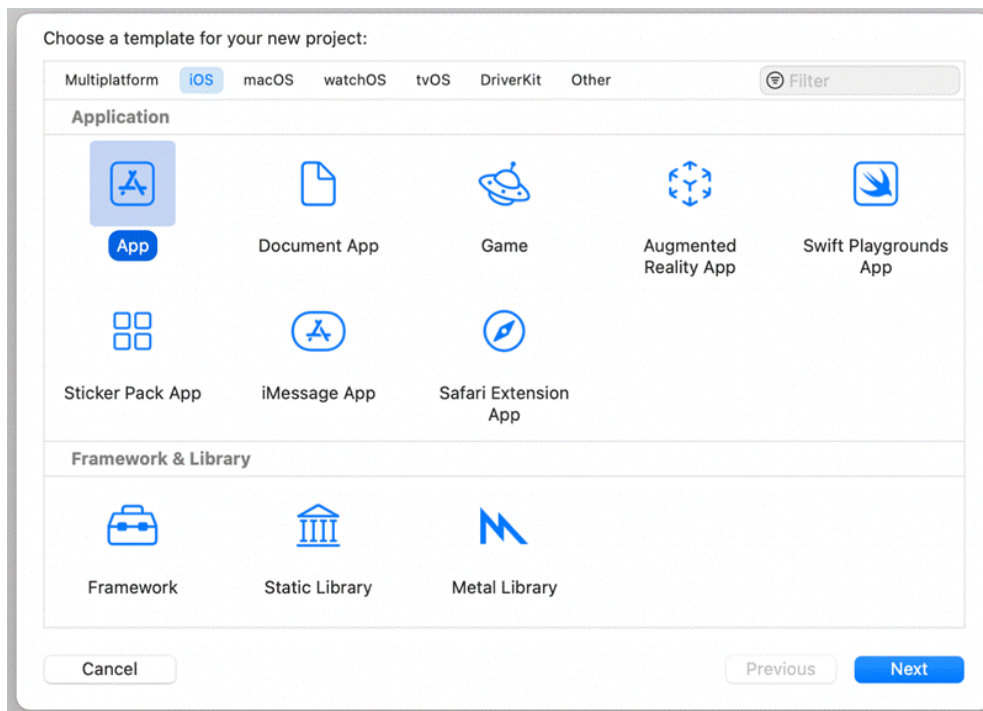 Choose a template for your new project:
Multiplatform iOS macOS watchOS tvOS DriverKit Other Filter
Application
App Document App Game Augmented Reality App Swift Playgrounds App
Sticker Pack App iMessage App Safari Extension App
Framework & Library
Framework Static Library Metal Library
Cancel Previous Next